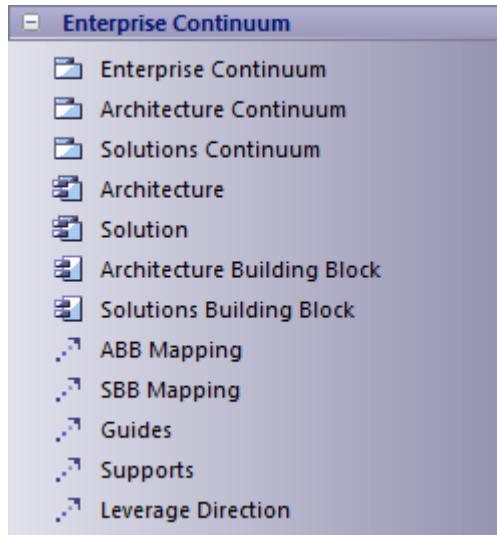 Enterprise Continuum
Enterprise Continuum
Architecture Continuum
Solutions Continuum
Architecture
Solution
Architecture Building Block
Solutions Building Block
ABB Mapping
SBB Mapping
Guides
Supports
Leverage Direction